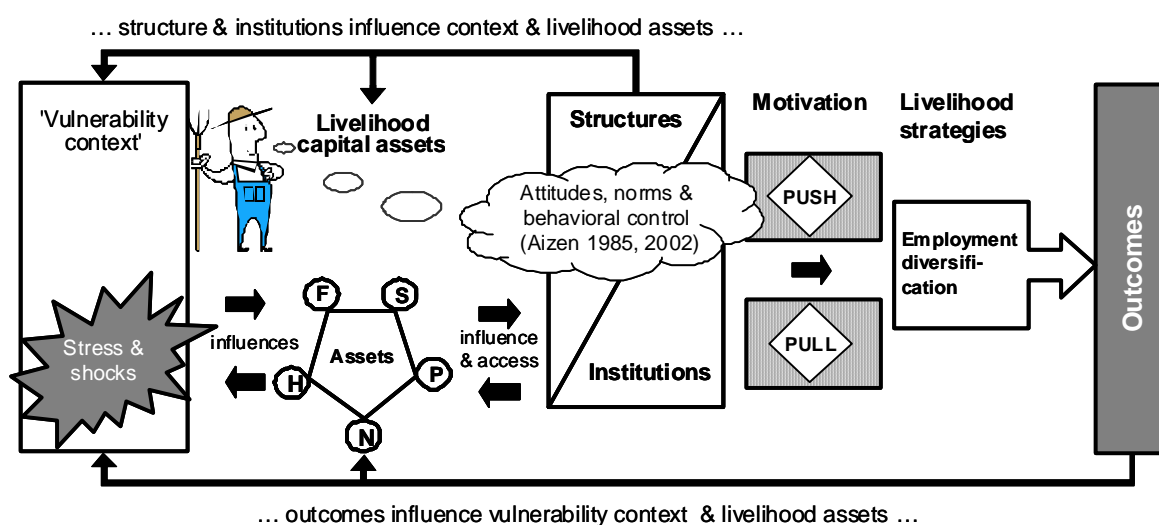 … structure & institutions influence context & livelihood assets …
'Vulnerability
context'
Livelihood
capital assets
Structures
Motivation
Livelihood
strategies
Attitudes, norms &
behavioral control
(Aizen 1985, 2002)
PUSH
Employment
diversifi-
cation
Outcomes
Stress &
shocks
influences
F
S
Assets
H
P
N
influence
& access
Institutions
PULL
… outcomes influence vulnerability context & livelihood assets …